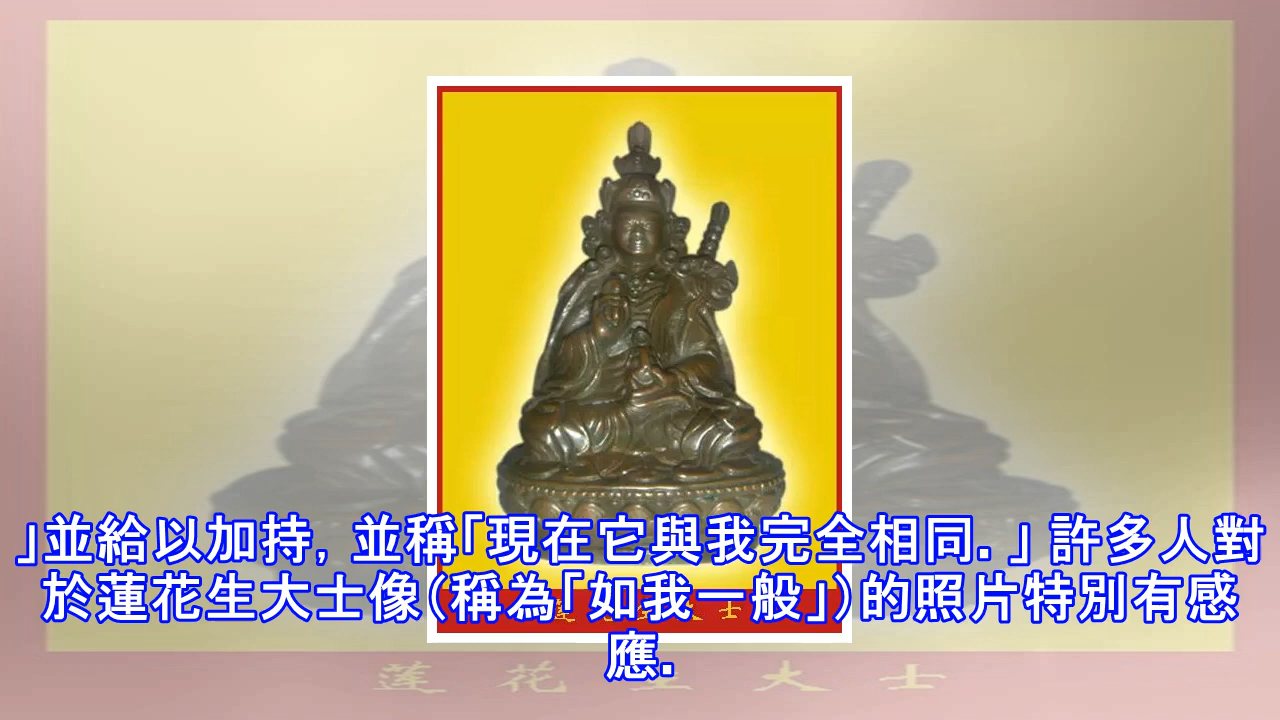 」並給以加持, 並稱「現在它與我完全相同.」許多人對
於蓮花生大士像(稱為「如我一般」)的照片特別有感
應.
莲花生大士